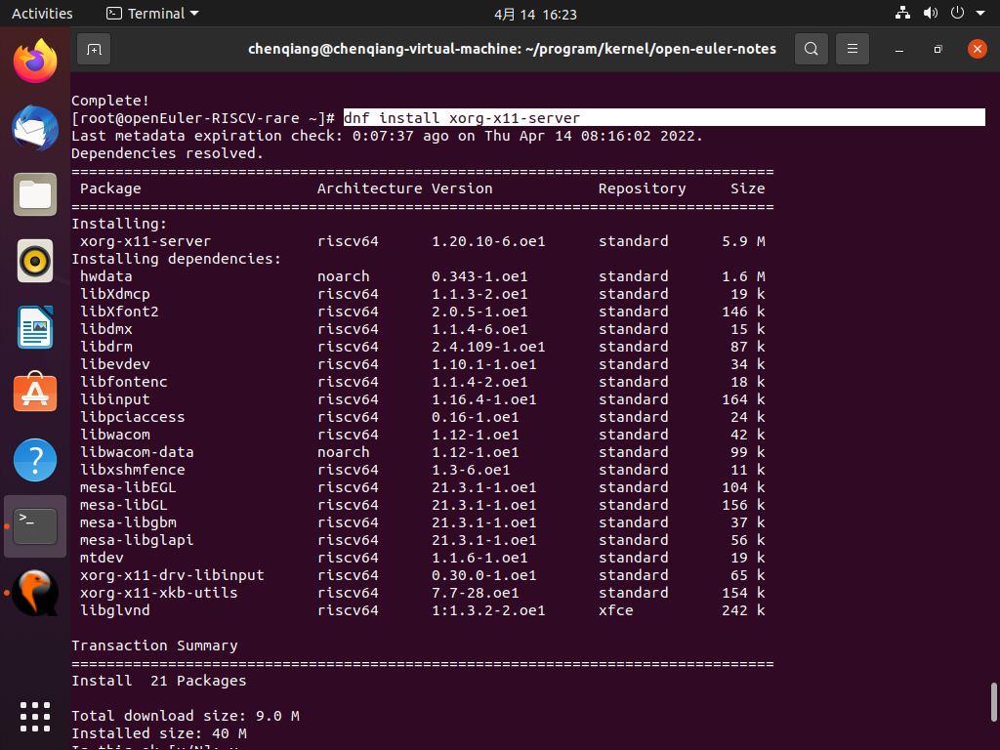 Activities Terminal 4月 14 16:23
chenqiang@chenqiang-virtual-machine: ~/program/kernel/open-euler-notes
Complete!
[root@openEuler-RISCV-rare ~]# dnf install xorg-x11-server
Last metadata expiration check: 0:07:37 ago on Thu Apr 14 08:16:02 2022.
Dependencies resolved.
================================================================================
Package Architecture Version Repository Size
================================================================================
Installing:
xorg-x11-server riscv64 1.20.10-6.oe1 standard 5.9 M
Installing dependencies:
hwdata noarch 0.343-1.oe1 standard 1.6 M
libXdmcp riscv64 1.1.3-2.oe1 standard 19 k
libXfont2 riscv64 2.0.5-1.oe1 standard 146 k
libdmx riscv64 1.1.4-6.oe1 standard 15 k
libdrm riscv64 2.4.109-1.oe1 standard 87 k
libevdev riscv64 1.10.1-1.oe1 standard 34 k
libfontenc riscv64 1.1.4-2.oe1 standard 18 k
libinput riscv64 1.16.4-1.oe1 standard 164 k
libpciaccess riscv64 0.16-1.oe1 standard 24 k
libwacom riscv64 1.12-1.oe1 standard 42 k
libwacom-data noarch 1.12-1.oe1 standard 99 k
libxshmfence riscv64 1.3-6.oe1 standard 11 k
mesa-libEGL riscv64 21.3.1-1.oe1 standard 104 k
mesa-libGL riscv64 21.3.1-1.oe1 standard 156 k
mesa-libgbm riscv64 21.3.1-1.oe1 standard 37 k
mesa-libglapi riscv64 21.3.1-1.oe1 standard 56 k
mtdev riscv64 1.1.6-1.oe1 standard 19 k
xorg-x11-drv-libinput riscv64 0.30.0-1.oe1 standard 65 k
xorg-x11-xkb-utils riscv64 7.7-28.oe1 standard 154 k
libglvnd riscv64 1:1.3.2-2.oe1 xfce 242 k
Transaction Summary
================================================================================
Install 21 Packages
Total download size: 9.0 M
Installed size: 40 M
Is this ok [y/N]: y